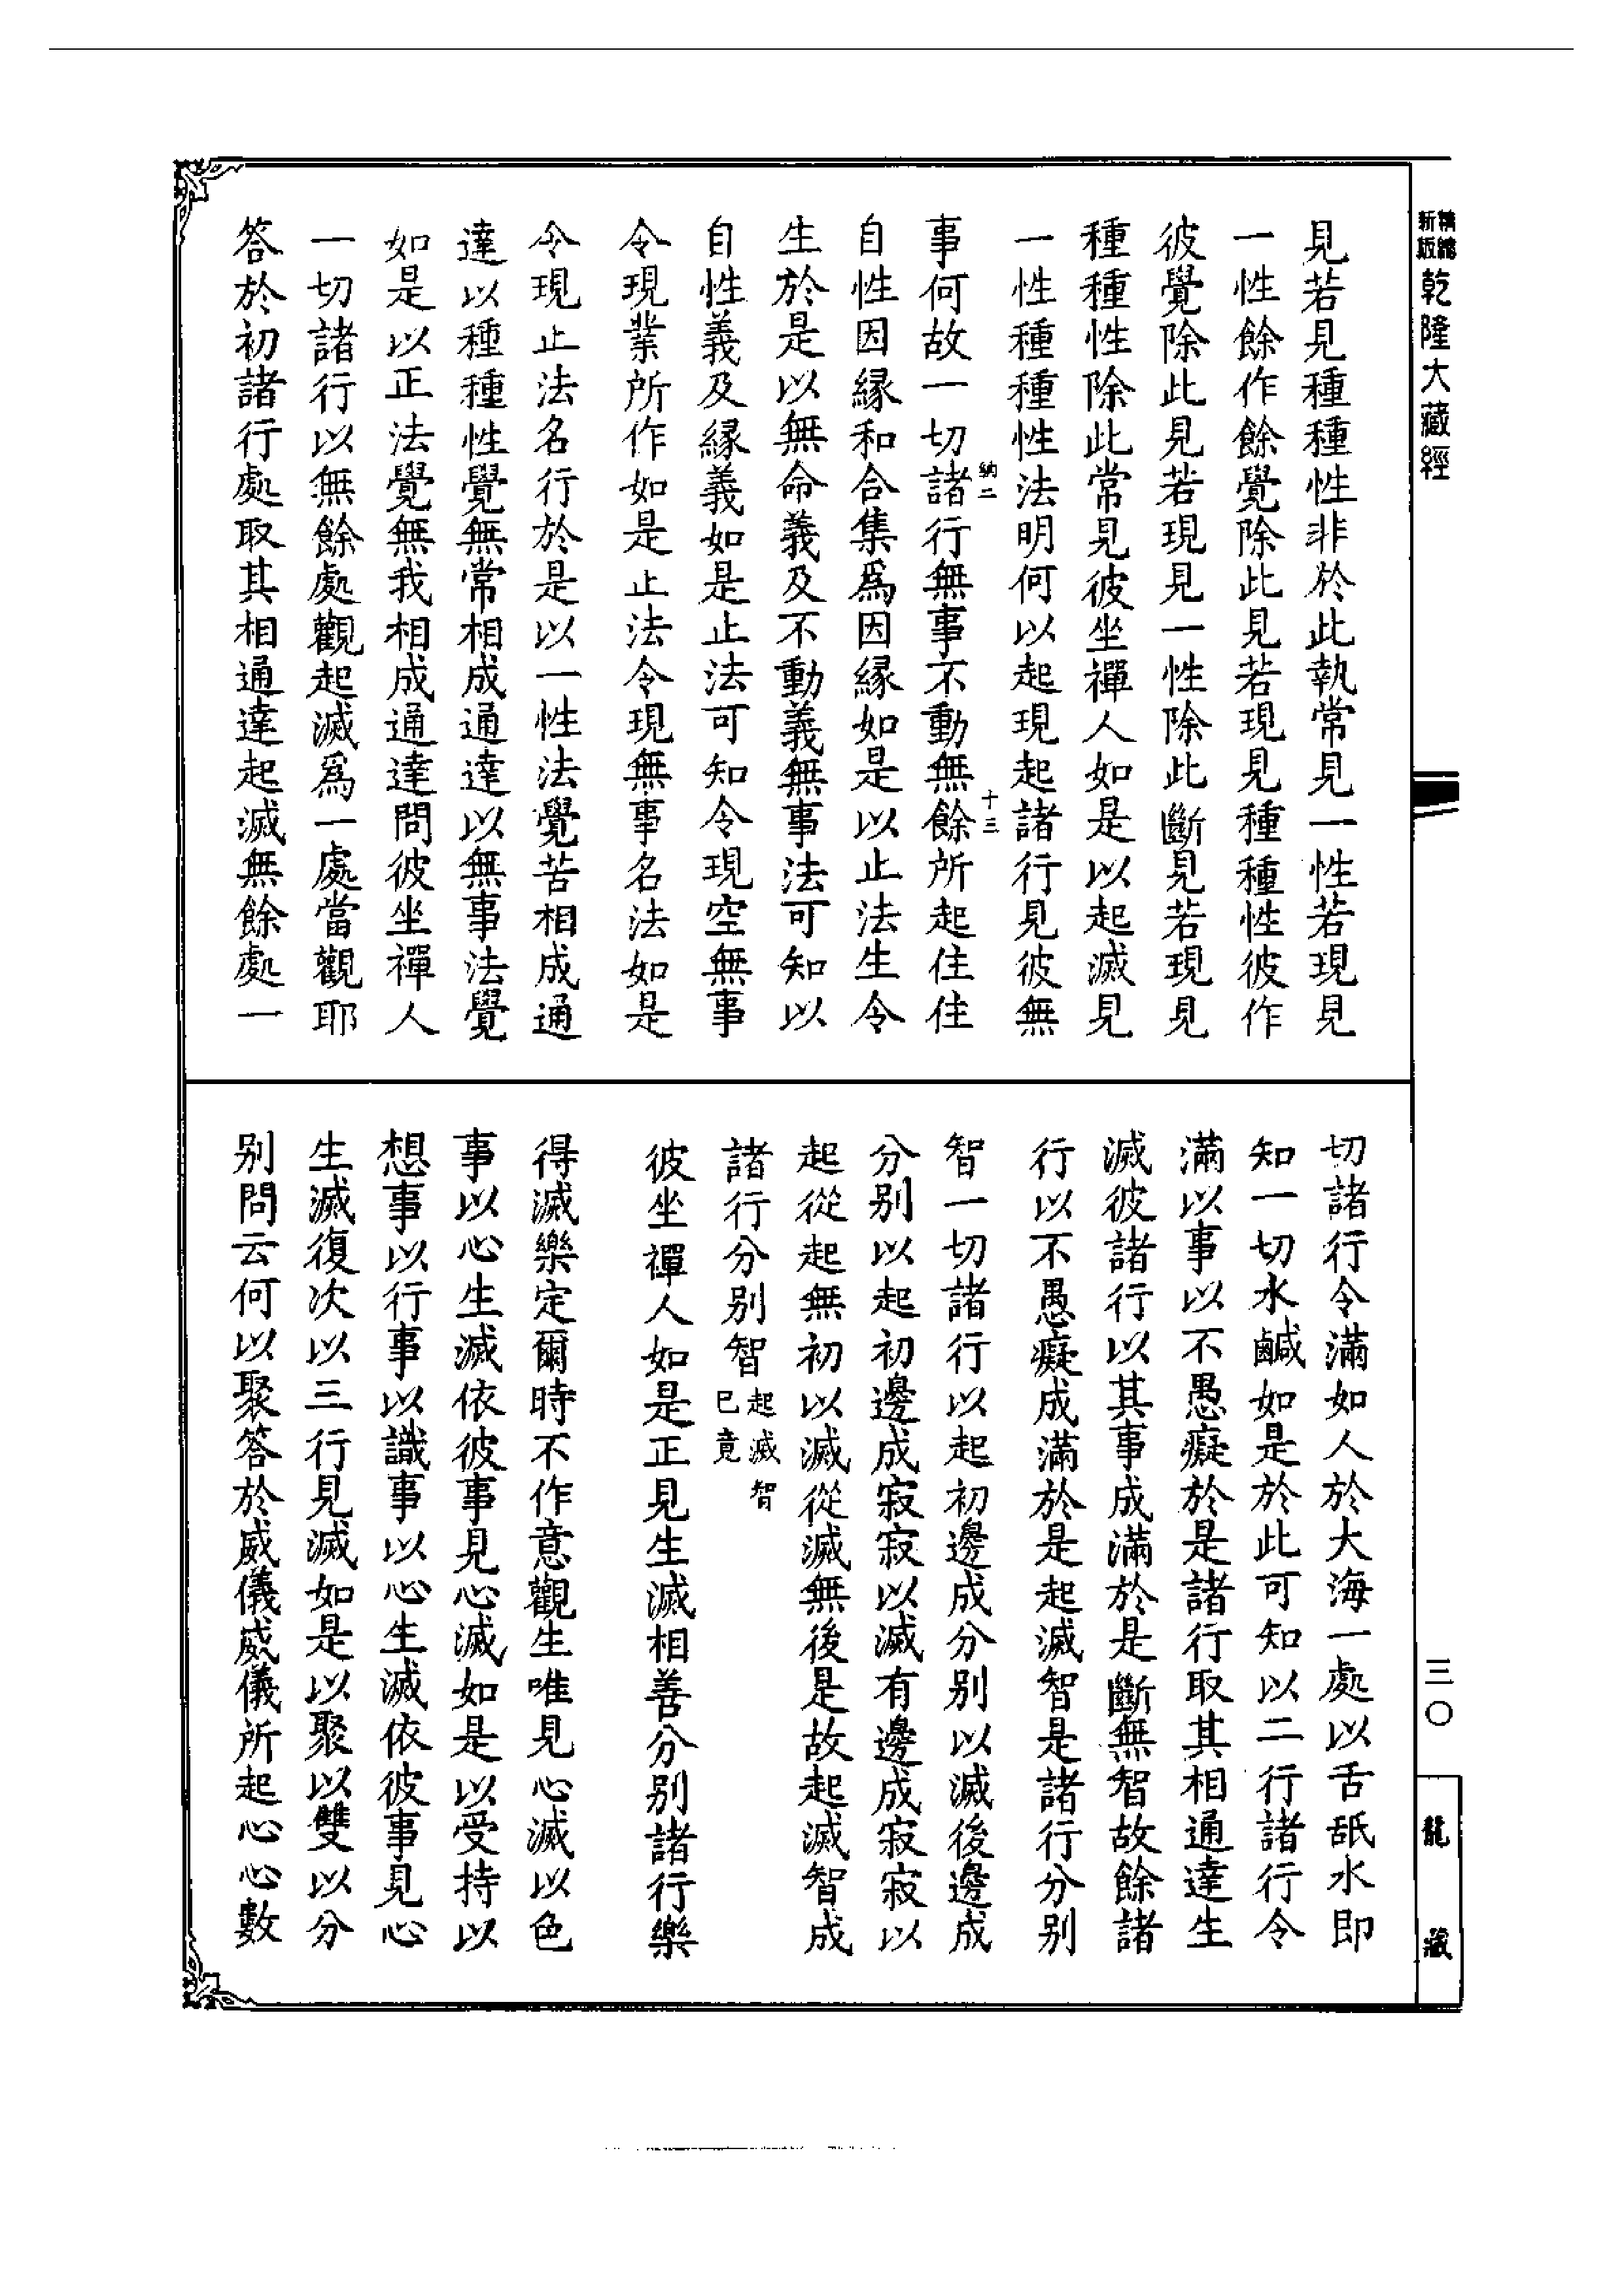 精縮
新版
乾隆大藏經
見若見種種性非於此執常見一性若現見
一性餘作餘覺除此見若現見種種性彼作
彼覺除此見若現見一性除此斷見若現見
種種性除此常見彼坐禪人如是以起滅見
一性種種性法明何以起現起諸行見彼無
納二
十三
事何故一切諸行無事不動無餘所起住住
自性因緣和合集爲因緣如是以止法生令
生於是以無命義及不動義無事法可知以
自性義及緣義如是止法可知令現空無事
令現業所作如是止法令現無事名法如是
令現止法名行於是以一性法覺苦相成通
達以種種性覺無常相成通達以無事法覺
如是以正法覺無我相成通達問彼坐禪人
一切諸行以無餘處觀起滅爲一處當觀耶
答於初諸行處取其相通達起滅無餘處一
切諸行令滿如人於大海一處以舌舐水即
知一切水鹹如是於此可知以二行諸行令
滿以事以不愚癡於是諸行取其相通達生
滅彼諸行以其事成滿於是斷無智故餘諸
行以不愚癡成滿於是起滅智是諸行分別
智一切諸行以起初邊成分別以滅後邊成
分別以起初邊成寂寂以滅有邊成寂寂以
起從起無初以滅從滅無後是故起滅智成
諸行分別智起滅智
已竟
彼坐禪人如是正見生滅相善分別諸行樂
得滅樂定爾時不作意觀生唯見心滅以色
事以心生滅依彼事見心滅如是以受持以
想事以行事以識事以心生滅依彼事見心
生滅復次以三行見滅如是以聚以雙以分
別問云何以聚答於威儀威儀所起心心數
三〇
龍藏